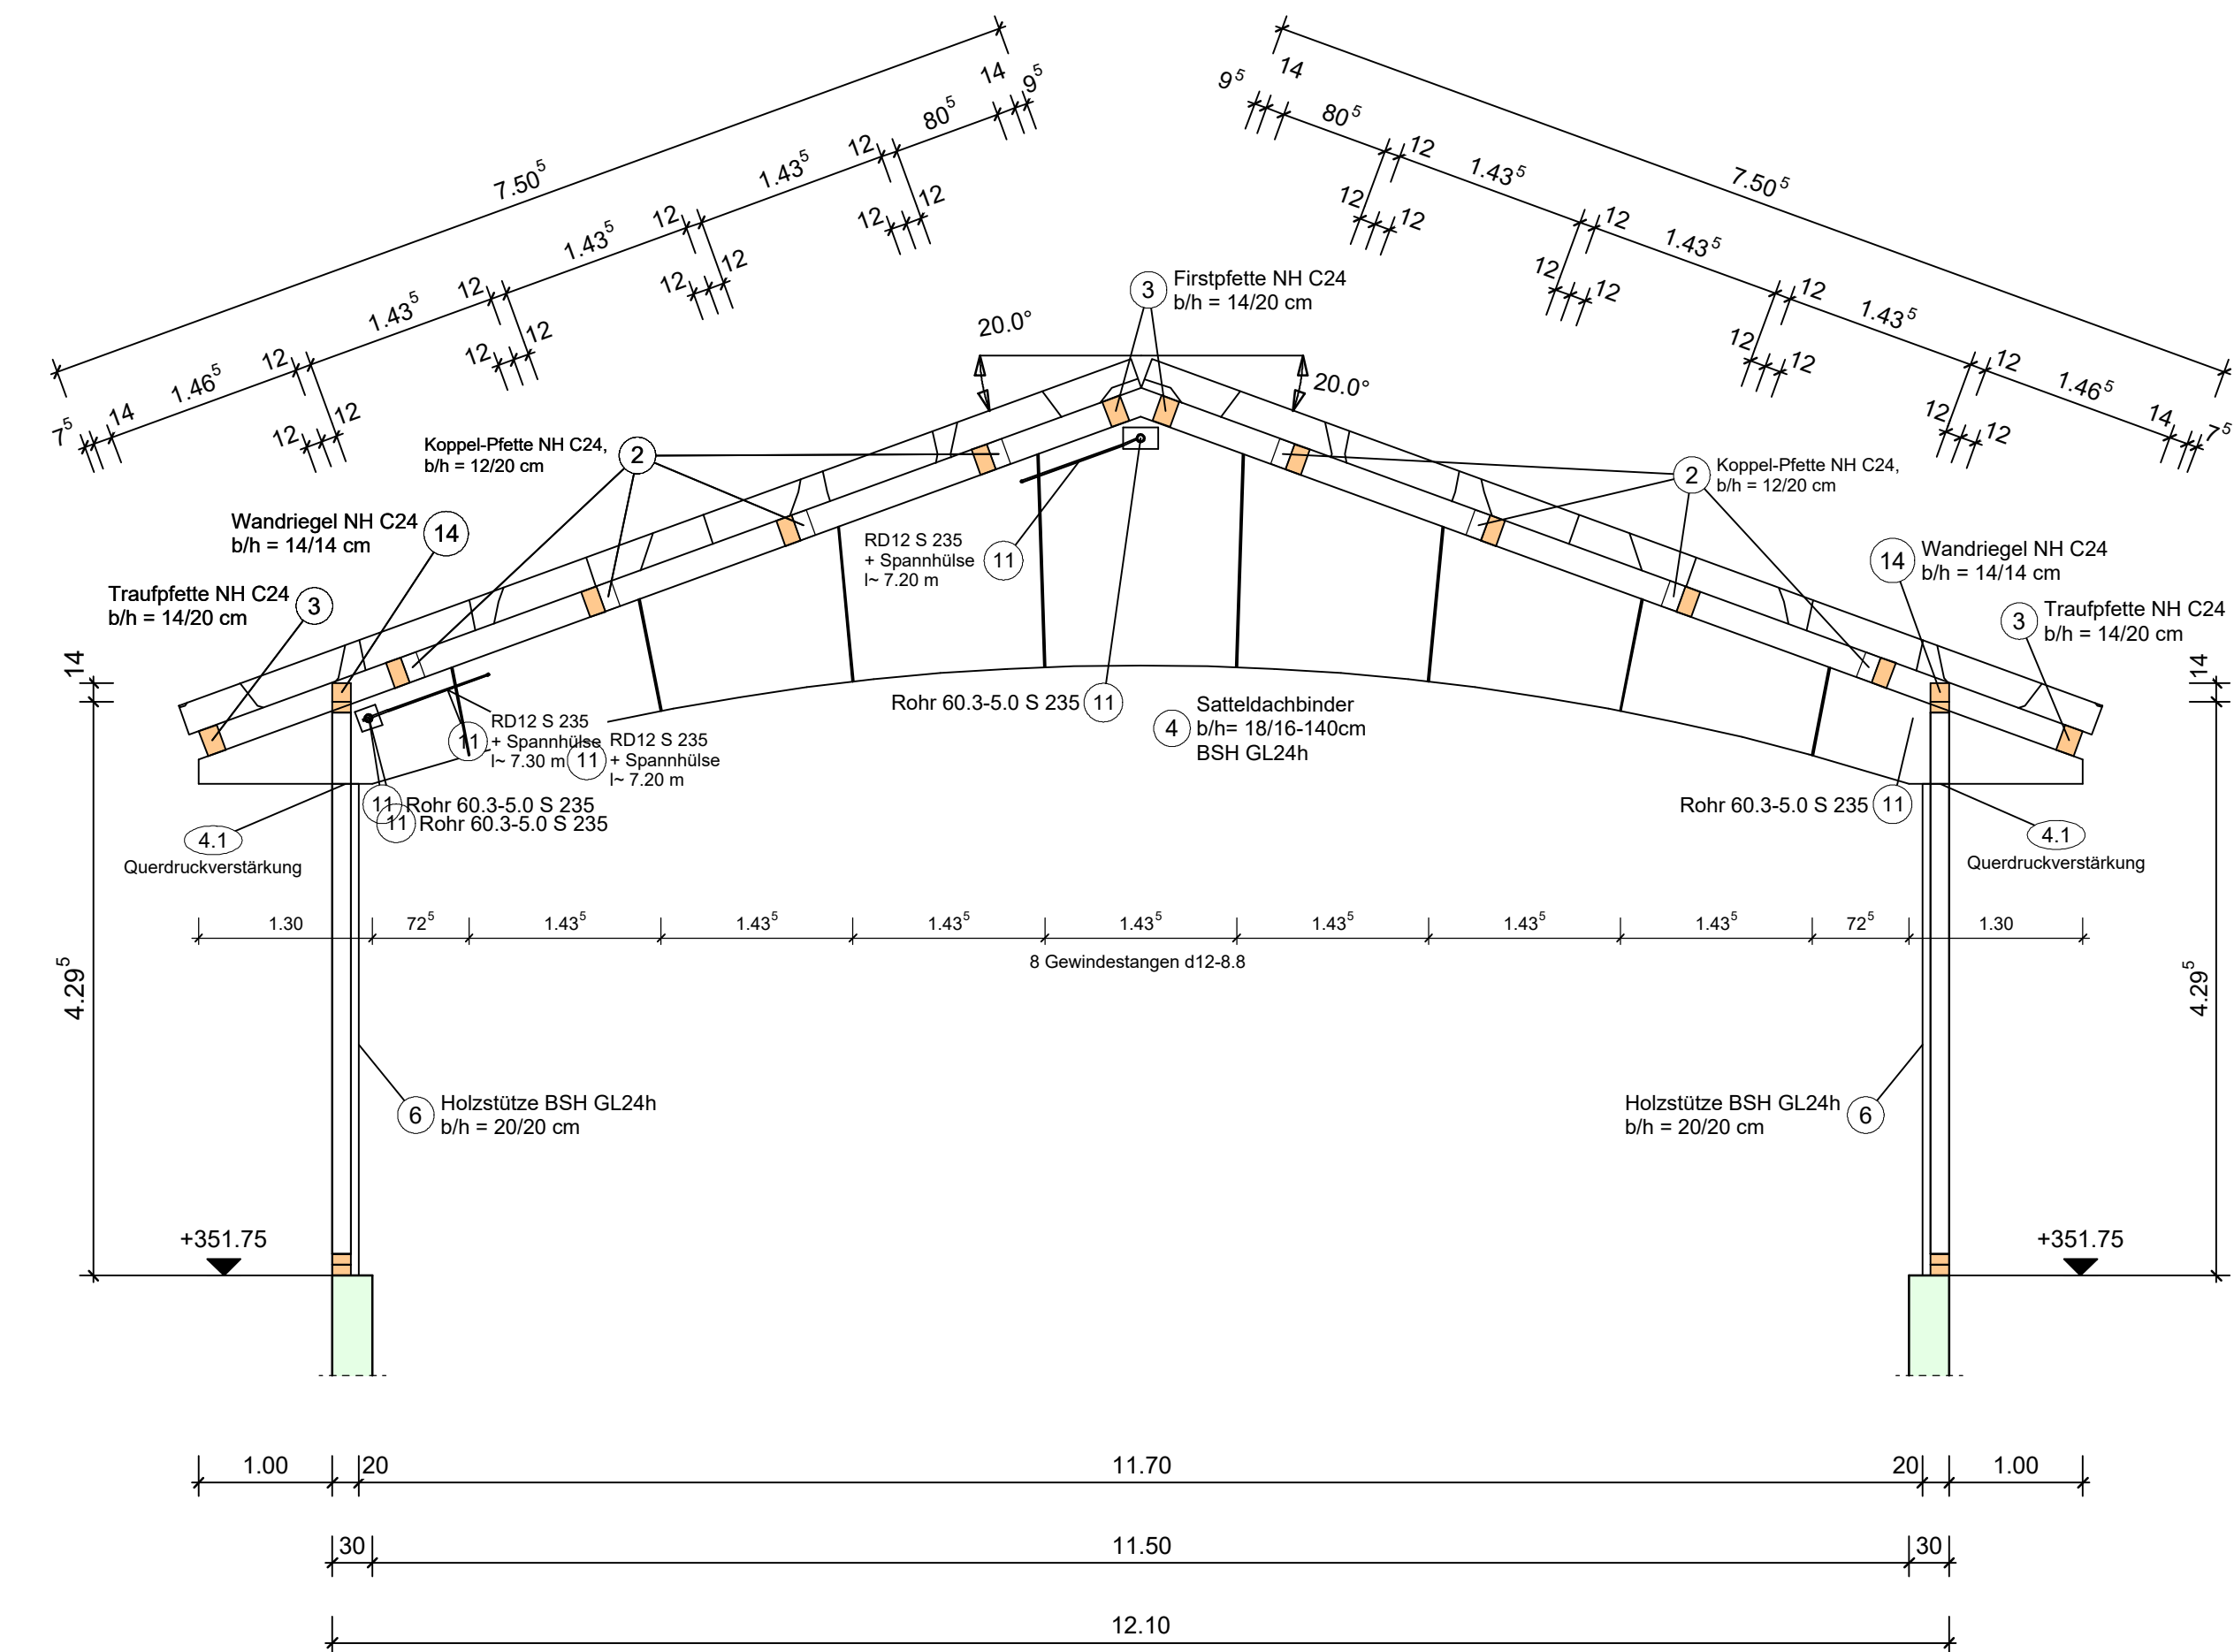 7.50⁵
14
9⁵
80⁵
12
1.43⁵
12
1.43⁵
12
1.43⁵
12
1.46⁵
14
7⁵
12 12
12 12
12 12
12 12
9⁵
14
80⁵
12
1.43⁵
12
1.43⁵
12
1.43⁵
12
1.46⁵
14
7⁵
7.50⁵
12 12
12 12
12 12
12 12
3 Firstpfette NH C24
b/h = 14/20 cm
20.0°
20.0°
Koppel-Pfette NH C24,
b/h = 12/20 cm
2
2 Koppel-Pfette NH C24,
b/h = 12/20 cm
Wandriegel NH C24
b/h = 14/14 cm
14
14 Wandriegel NH C24
b/h = 14/14 cm
Traufpfette NH C24
b/h = 14/20 cm
3
3 Traufpfette NH C24
b/h = 14/20 cm
RD12 S 235
+ Spannhülse
l~ 7.20 m
11
14
14
Rohr 60.3-5.0 S 235 11
4 Satteldachbinder
b/h= 18/16-140cm
BSH GL24h
11 RD12 S 235
+ Spannhülse
l~ 7.30 m
11 RD12 S 235
+ Spannhülse
l~ 7.20 m
11 Rohr 60.3-5.0 S 235
11 Rohr 60.3-5.0 S 235
Rohr 60.3-5.0 S 235 11
4.1
Querdruckverstärkung
4.1
Querdruckverstärkung
1.30 72⁵ 1.43⁵ 1.43⁵ 1.43⁵ 1.43⁵ 1.43⁵ 1.43⁵ 1.43⁵ 72⁵ 1.30
8 Gewindestangen d12-8.8
4.29⁵
4.29⁵
6 Holzstütze BSH GL24h
b/h = 20/20 cm
Holzstütze BSH GL24h 6
b/h = 20/20 cm
+351.75
+351.75
1.00 20 11.70 20 1.00
30 11.50 30
12.10